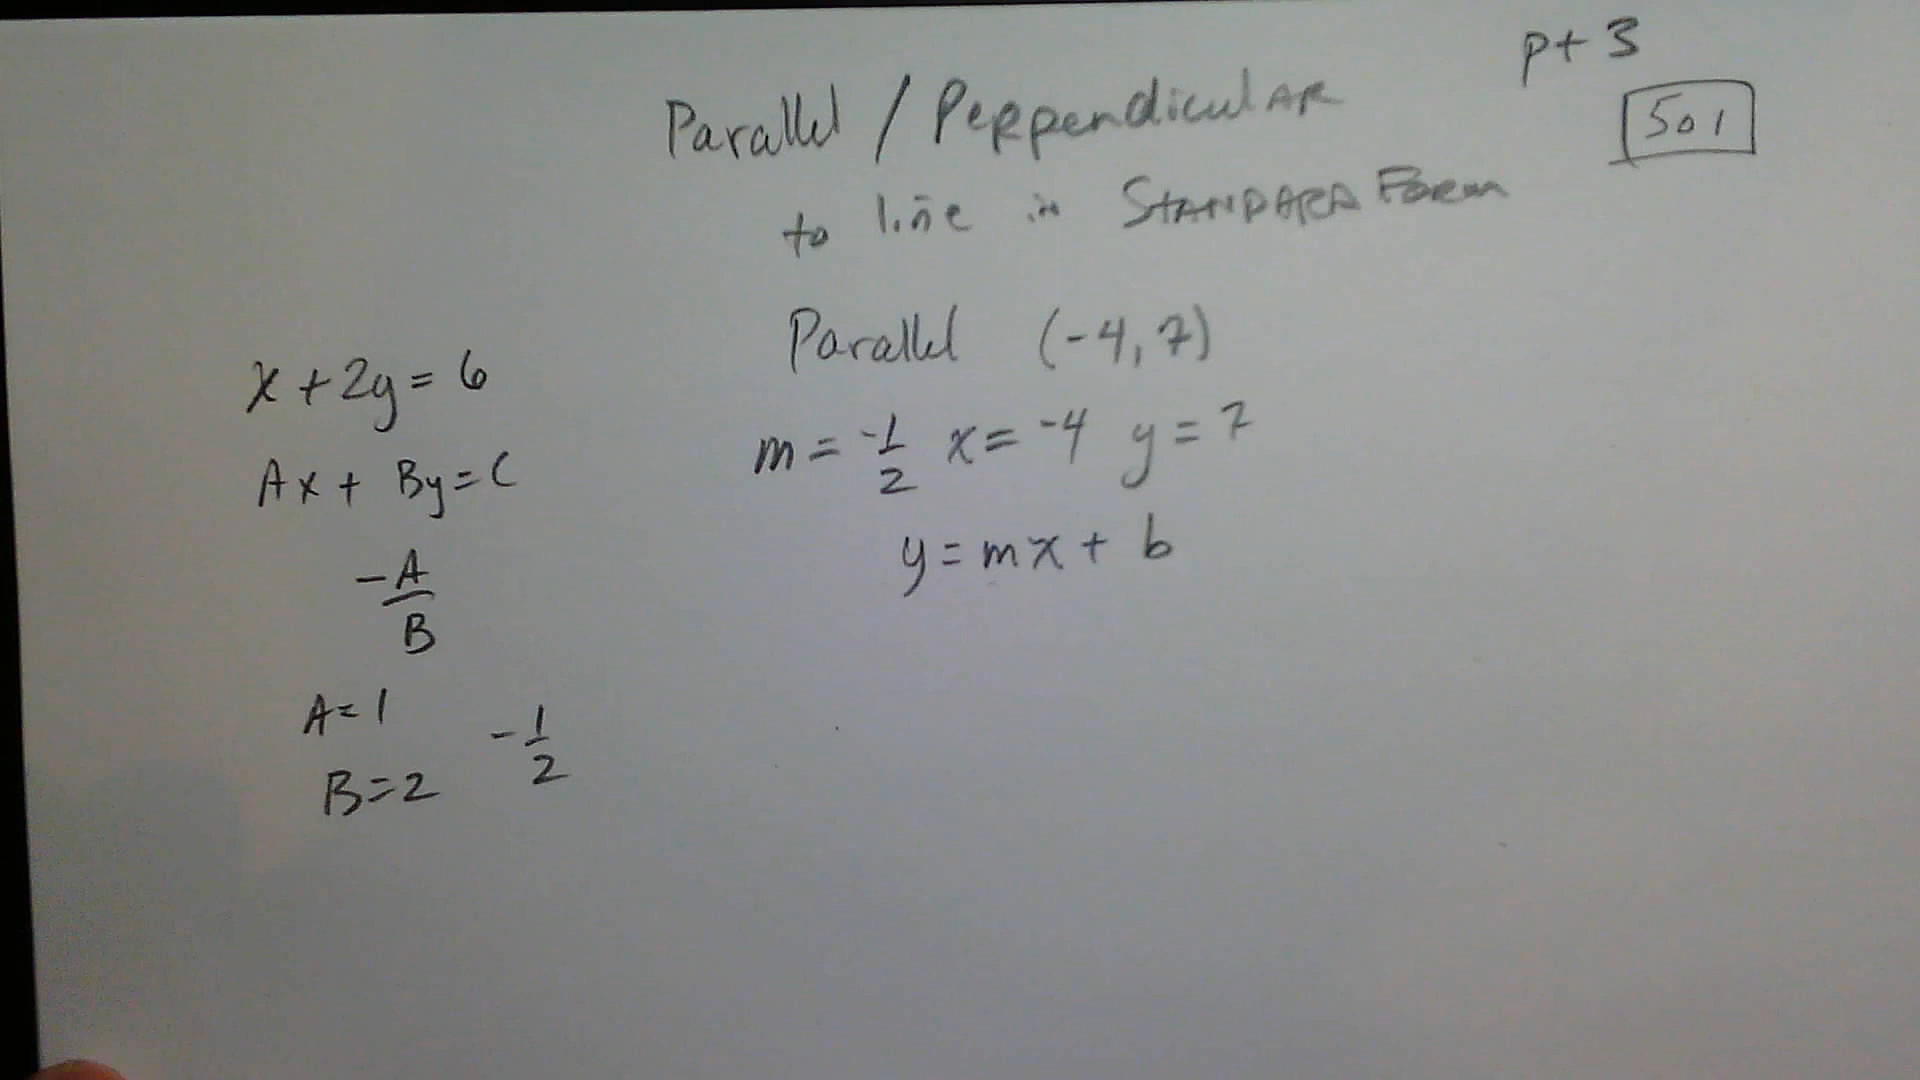 pt 3
501
Parallel / Perpendicular
to line in Standard Form
Parallel (-4, 7)
m = -1/2 x = -4 y = 7
y = mx + b
x + 2y = 6
Ax + By = C
-A/B
A = 1
B = 2
-1/2